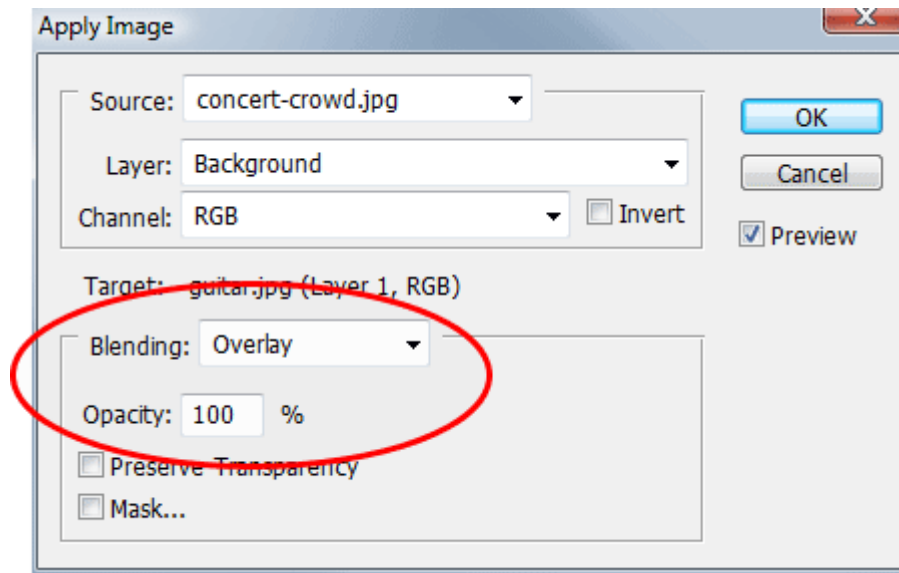 Apply Image
Source: concert-crowd.jpg
OK
Layer: Background
Cancel
Channel: RGB
Invert
Preview
Target: guitar.jpg (Layer 1, RGB)
Blending: Overlay
Opacity: 100 %
Preserve Transparency
Mask...